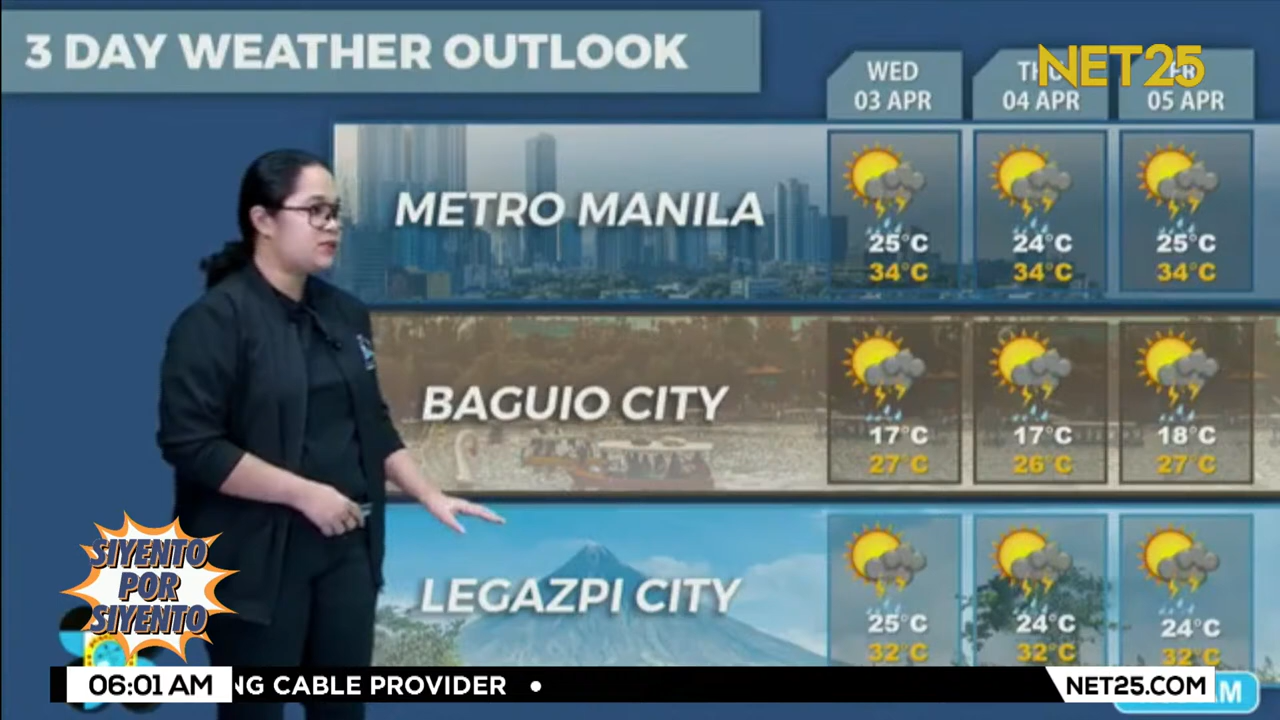 3 DAY WEATHER OUTLOOK
NET25
WED
03 APR
04 APR
05 APR
METRO MANILA
25°C
34°C
24°C
34°C
25°C
34°C
BAGUIO CITY
17°C
27°C
17°C
26°C
18°C
27°C
LEGAZPI CITY
25°C
32°C
24°C
32°C
24°C
32°C
SIYENTO
POR
SIYENTO
06:01 AM
NG CABLE PROVIDER •
NET25.COM